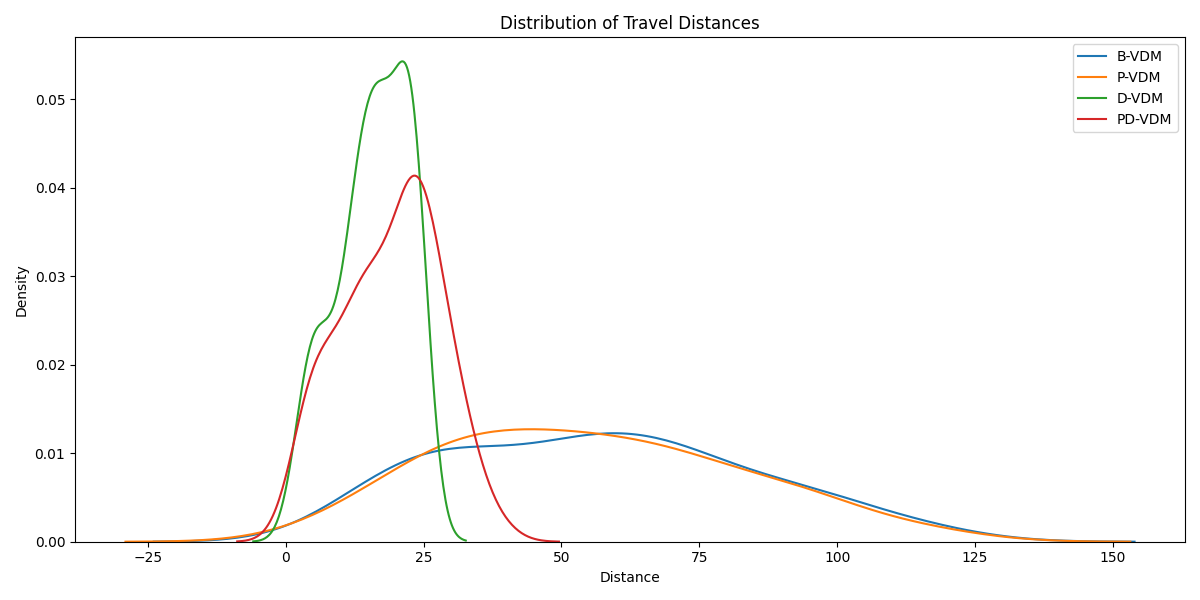 Distribution of Travel Distances
B-VDM
P-VDM
D-VDM
PD-VDM
Density
0.05
0.04
0.03
0.02
0.01
0.00
−25
0
25
50
75
100
125
150
Distance